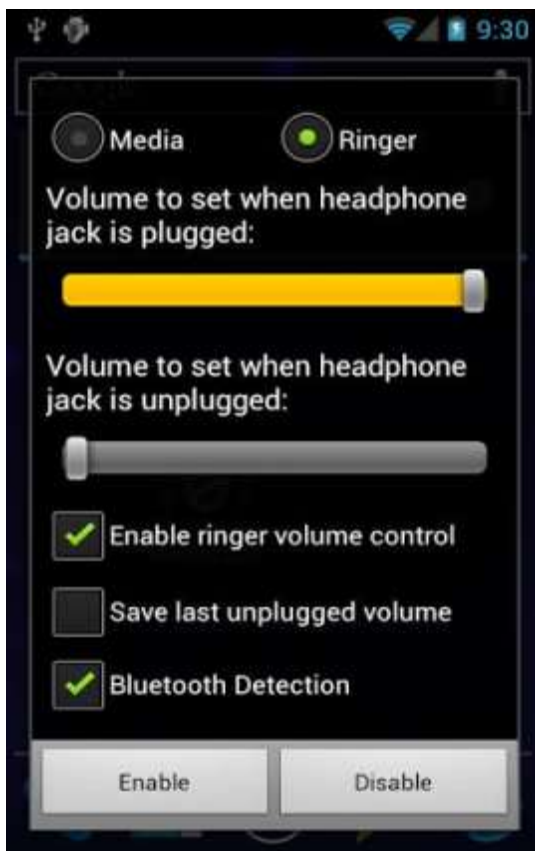 9:30
Google
Media
Ringer
Volume to set when headphone
jack is plugged:
Volume to set when headphone
jack is unplugged:
Enable ringer volume control
Save last unplugged volume
Bluetooth Detection
Enable
Disable